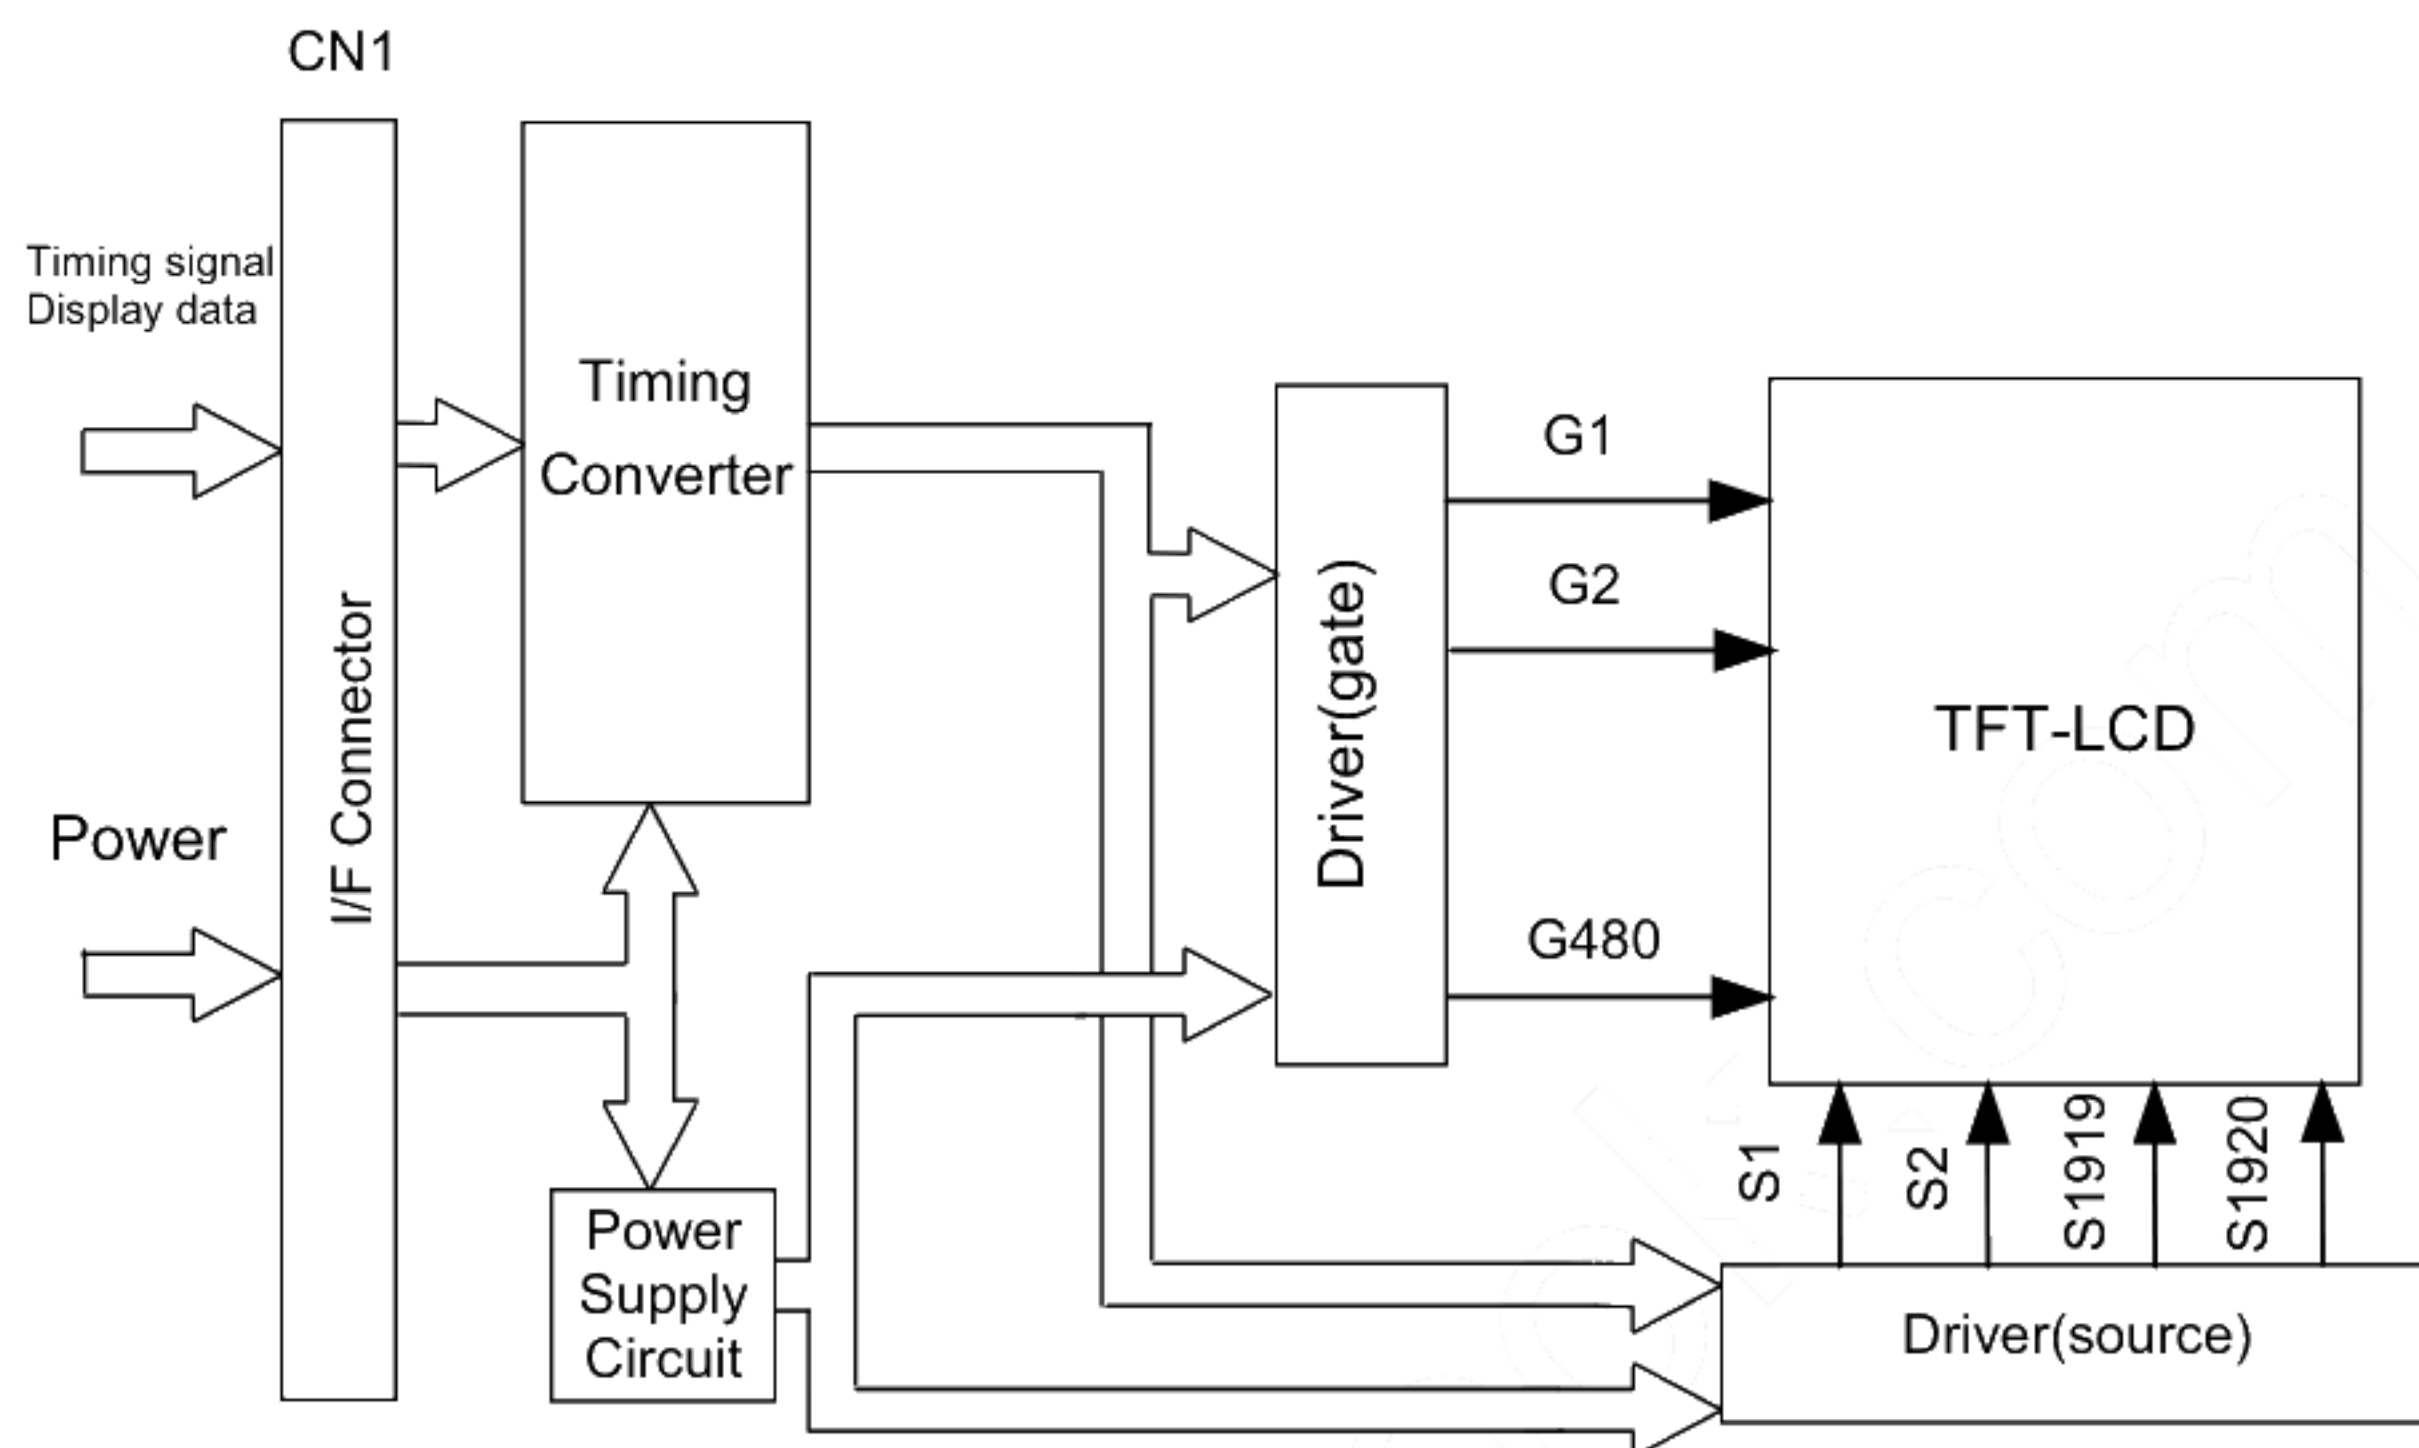 CN1
Timing signal
Display data
Timing
Converter
I/F Connector
Power
Driver(gate)
G1
G2
G480
TFT-LCD
S1
S2
S1919
S1920
Power
Supply
Circuit
Driver(source)